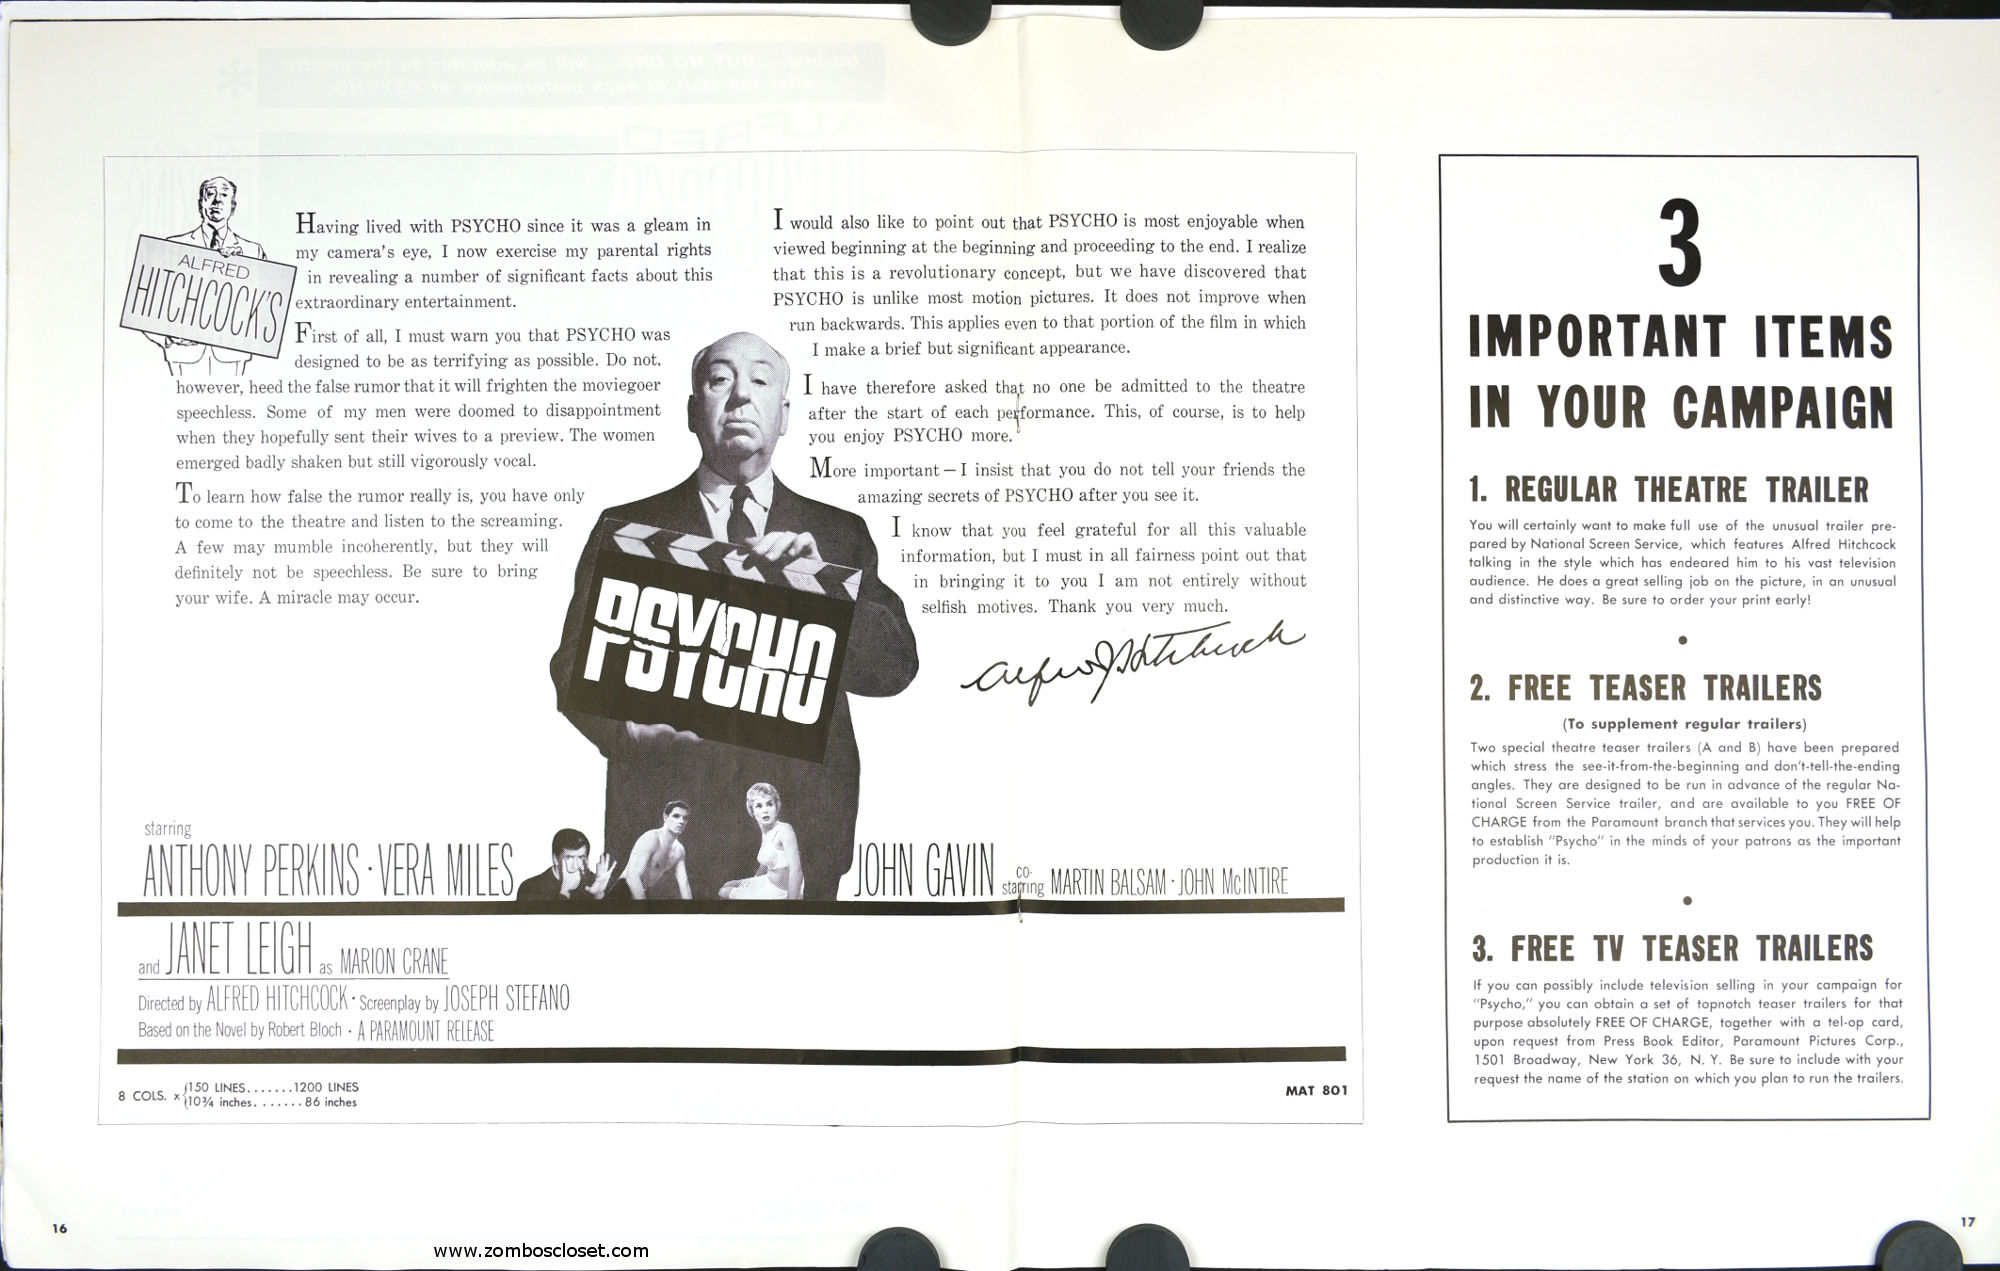 ALFRED
HITCHCOCK'S
Having lived with PSYCHO since it was a gleam in
my camera's eye, I now exercise my parental rights
in revealing a number of significant facts about this
extraordinary entertainment.
First of all, I must warn you that PSYCHO was
designed to be as terrifying as possible. Do not.
however, heed the false rumor that it will frighten the moviegoer
speechless. Some of my men were doomed to disappointment
when they hopefully sent their wives to a preview. The women
emerged badly shaken but still vigorously vocal.
To learn how false the rumor really is, you have only
to come to the theatre and listen to the screaming.
A few may mumble incoherently, but they will
definitely not be speechless. Be sure to bring
your wife. A miracle may occur.
I would also like to point out that PSYCHO is most enjoyable when
viewed beginning at the beginning and proceeding to the end. I realize
that this is a revolutionary concept, but we have discovered that
PSYCHO is unlike most motion pictures. It does not improve when
run backwards. This applies even to that portion of the film in which
I make a brief but significant appearance.
I have therefore asked that no one be admitted to the theatre
after the start of each performance. This, of course, is to help
you enjoy PSYCHO more.
More important — I insist that you do not tell your friends the
amazing secrets of PSYCHO after you see it.
I know that you feel grateful for all this valuable
information, but I must in all fairness point out that
in bringing it to you I am not entirely without
selfish motives. Thank you very much.
Alfred J Hitchcock
PSYCHO
starring
ANTHONY PERKINS · VERA MILES
JOHN GAVIN co-starring MARTIN BALSAM · JOHN McINTIRE
and JANET LEIGH as MARION CRANE
Directed by ALFRED HITCHCOCK · Screenplay by JOSEPH STEFANO
Based on the Novel by Robert Bloch · A PARAMOUNT RELEASE
8 COLS. x {150 LINES.......1200 LINES
{10¾ inches.......86 inches
MAT 801
16
www.zomboscloset.com
3
IMPORTANT ITEMS
IN YOUR CAMPAIGN
1. REGULAR THEATRE TRAILER
You will certainly want to make full use of the unusual trailer pre-
pared by National Screen Service, which features Alfred Hitchcock
talking in the style which has endeared him to his vast television
audience. He does a great selling job on the picture, in an unusual
and distinctive way. Be sure to order your print early!
2. FREE TEASER TRAILERS
(To supplement regular trailers)
Two special theatre teaser trailers (A and B) have been prepared
which stress the see-it-from-the-beginning and don't-tell-the-ending
angles. They are designed to be run in advance of the regular Na-
tional Screen Service trailer, and are available to you FREE OF
CHARGE from the Paramount branch that services you. They will help
to establish "Psycho" in the minds of your patrons as the important
production it is.
3. FREE TV TEASER TRAILERS
If you can possibly include television selling in your campaign for
"Psycho," you can obtain a set of topnotch teaser trailers for that
purpose absolutely FREE OF CHARGE, together with a tel-op card,
upon request from Press Book Editor, Paramount Pictures Corp.,
1501 Broadway, New York 36, N. Y. Be sure to include with your
request the name of the station on which you plan to run the trailers.
17